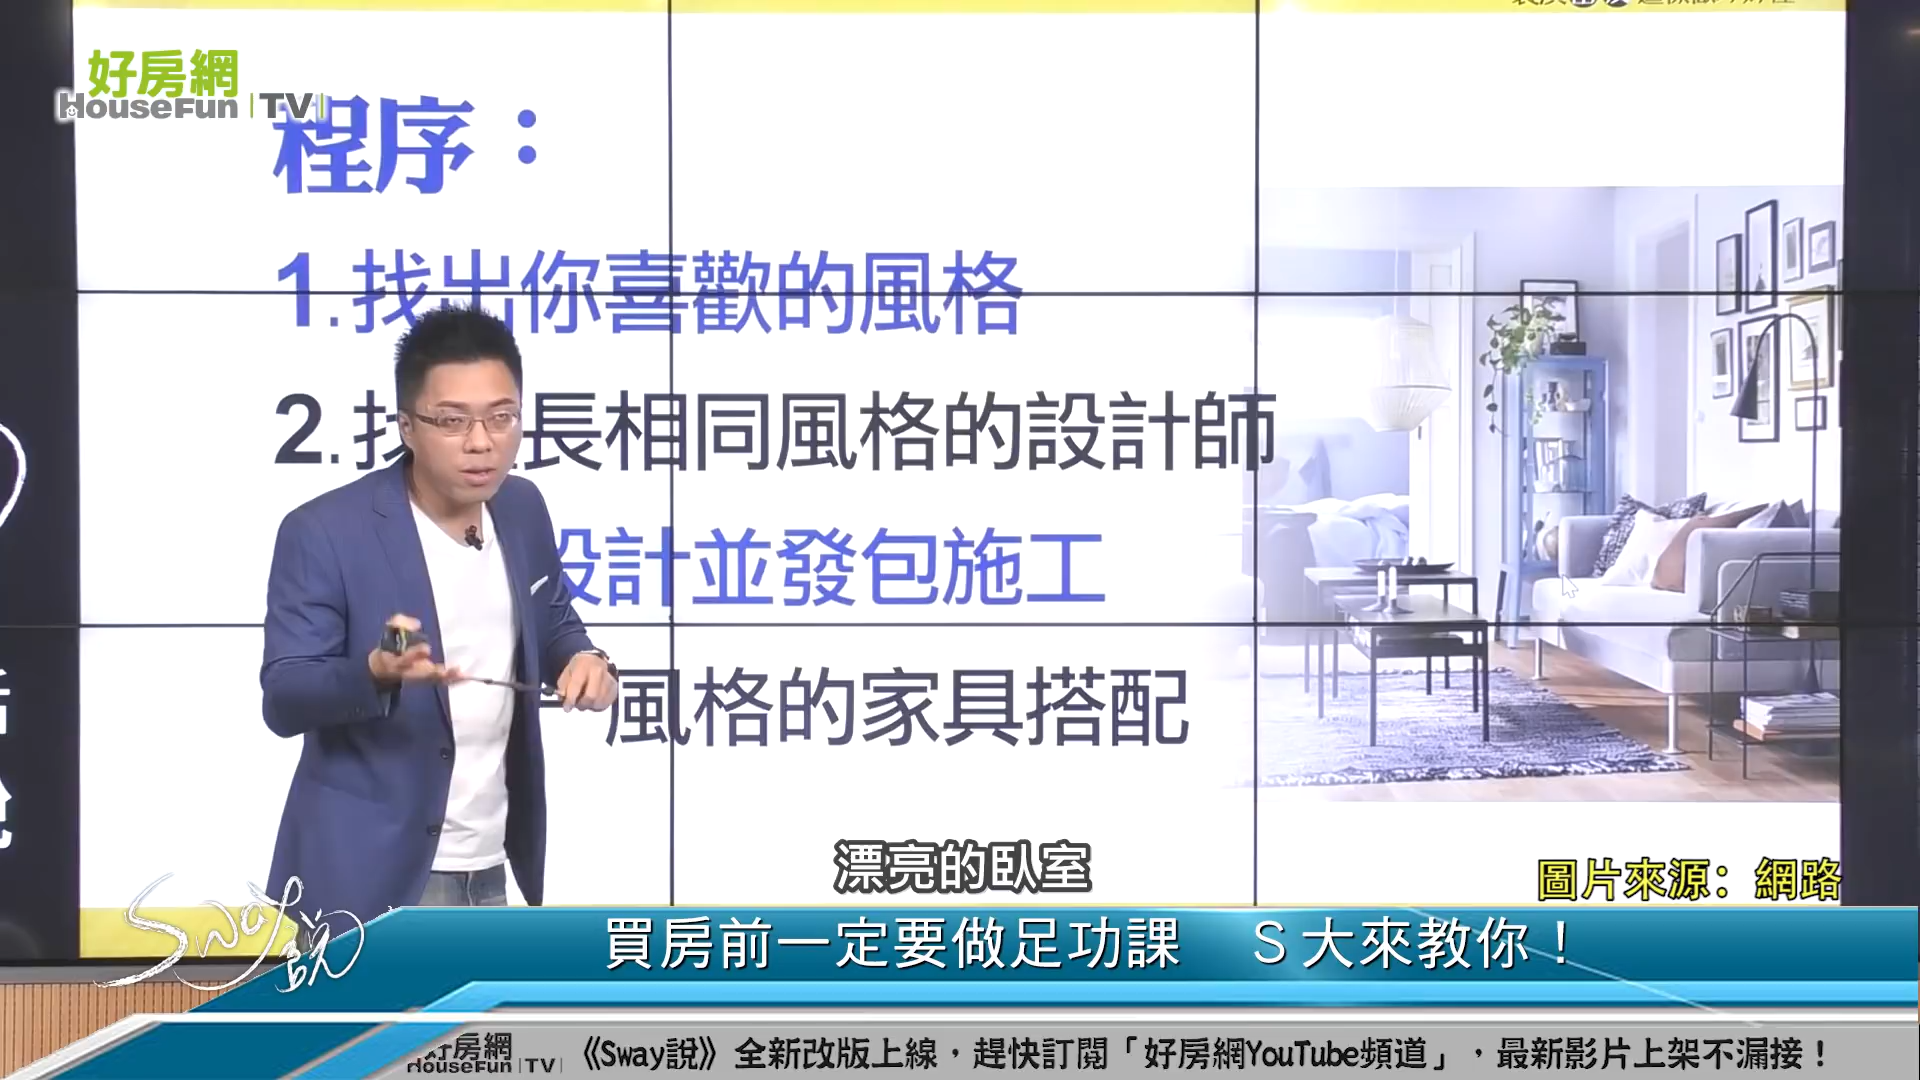 好房網
HouseFun TV
程序：
1.找出你喜歡的風格
2.找 長相同風格的設計師
設計並發包施工
風格的家具搭配
漂亮的臥室
圖片來源：網路
Sway說
買房前一定要做足功課 S大來教你！
好房網
HouseFun TV
《Sway說》全新改版上線，趕快訂閱「好房網YouTube頻道」，最新影片上架不漏接！